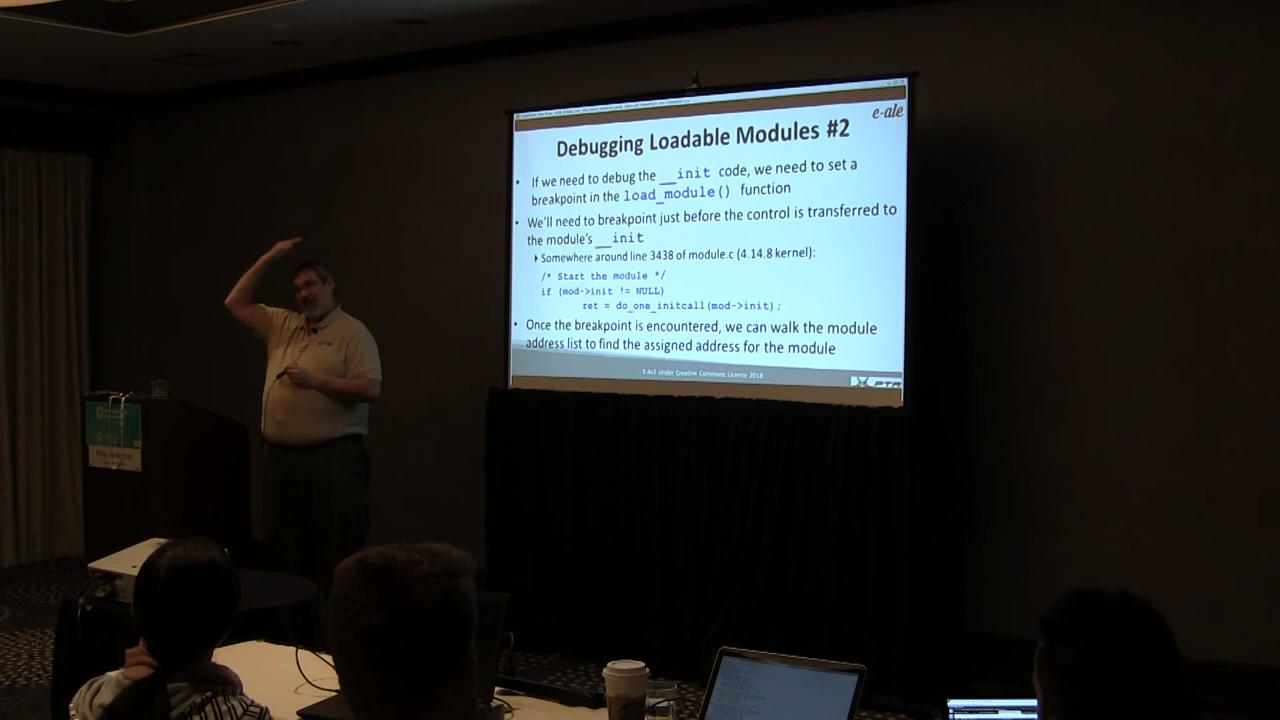 e-ale
Debugging Loadable Modules #2
• If we need to debug the __init code, we need to set a
breakpoint in the load_module() function
• We'll need to breakpoint just before the control is transferred to
the module's __init
Somewhere around line 3438 of module.c (4.14.8 kernel):
/* Start the module */
if (mod->init != NULL)
ret = do_one_initcall(mod->init);
• Once the breakpoint is encountered, we can walk the module
address list to find the assigned address for the module
E-ALE Under Creative Commons License 2018
PTR
Mike Anderson